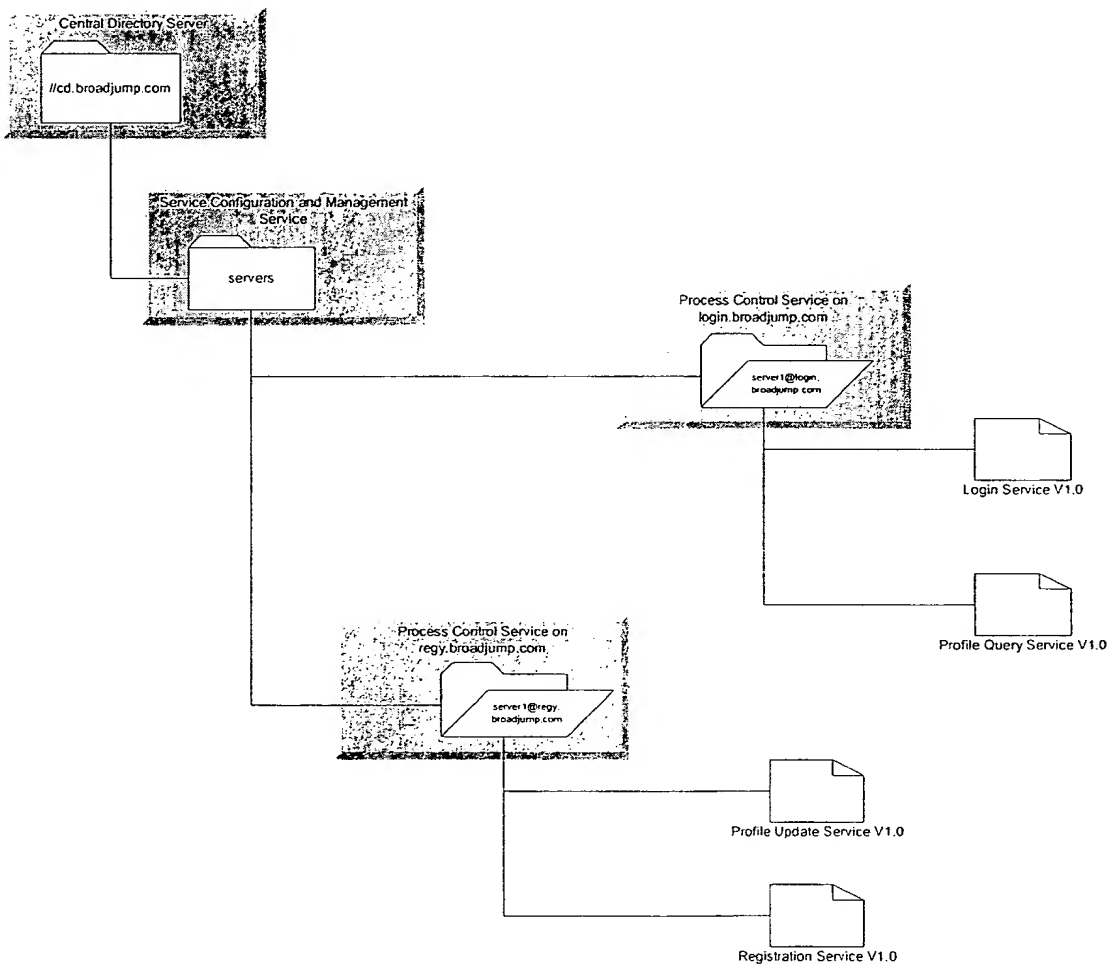 Central Directory Server
//cd.broadjump.com
Service Configuration and Management
Service
servers
Process Control Service on
login.broadjump.com
server1@login.
broadjump.com
Login Service V1.0
Profile Query Service V1.0
Process Control Service on
regy.broadjump.com
server1@regy.
broadjump.com
Profile Update Service V1.0
Registration Service V1.0